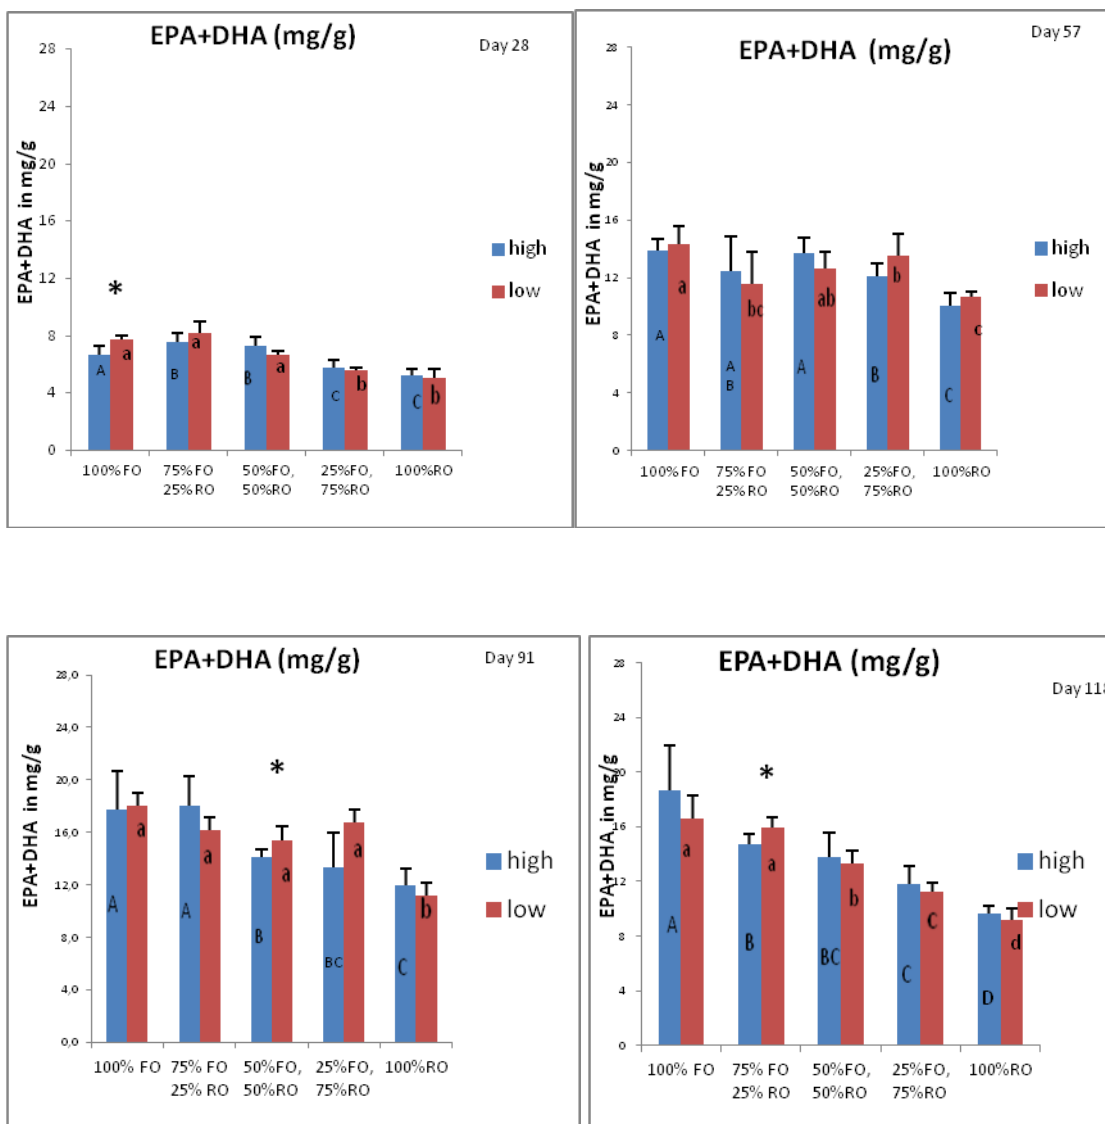 EPA+DHA (mg/g)
Day 28
EPA+DHA in mg/g
28
24
20
16
12
8
4
0
*
A
a
B
a
B
a
C
b
C
b
high
low
100% FO
75% FO
25% RO
50%FO,
50%RO
25%FO,
75%RO
100%RO
EPA+DHA (mg/g)
Day 57
EPA+DHA in mg/g
28
24
20
16
12
8
4
0
A
a
A
B
bc
A
ab
B
b
C
c
high
low
100% FO
75% FO
25% RO
50%FO,
50%RO
25%FO,
75%RO
100%RO
EPA+DHA (mg/g)
Day 91
EPA+DHA in mg/g
28,0
24,0
20,0
16,0
12,0
8,0
4,0
0,0
*
A
a
A
a
B
a
BC
a
C
b
high
low
100% FO
75% FO
25% RO
50%FO,
50%RO
25%FO,
75%RO
100%RO
EPA+DHA (mg/g)
Day 118
EPA+DHA, in mg/g
28
24
20
16
12
8
4
0
*
A
a
B
a
BC
b
C
C
D
d
high
low
100% FO
75% FO
25% RO
50%FO,
50%RO
25%FO,
75%RO
100%RO